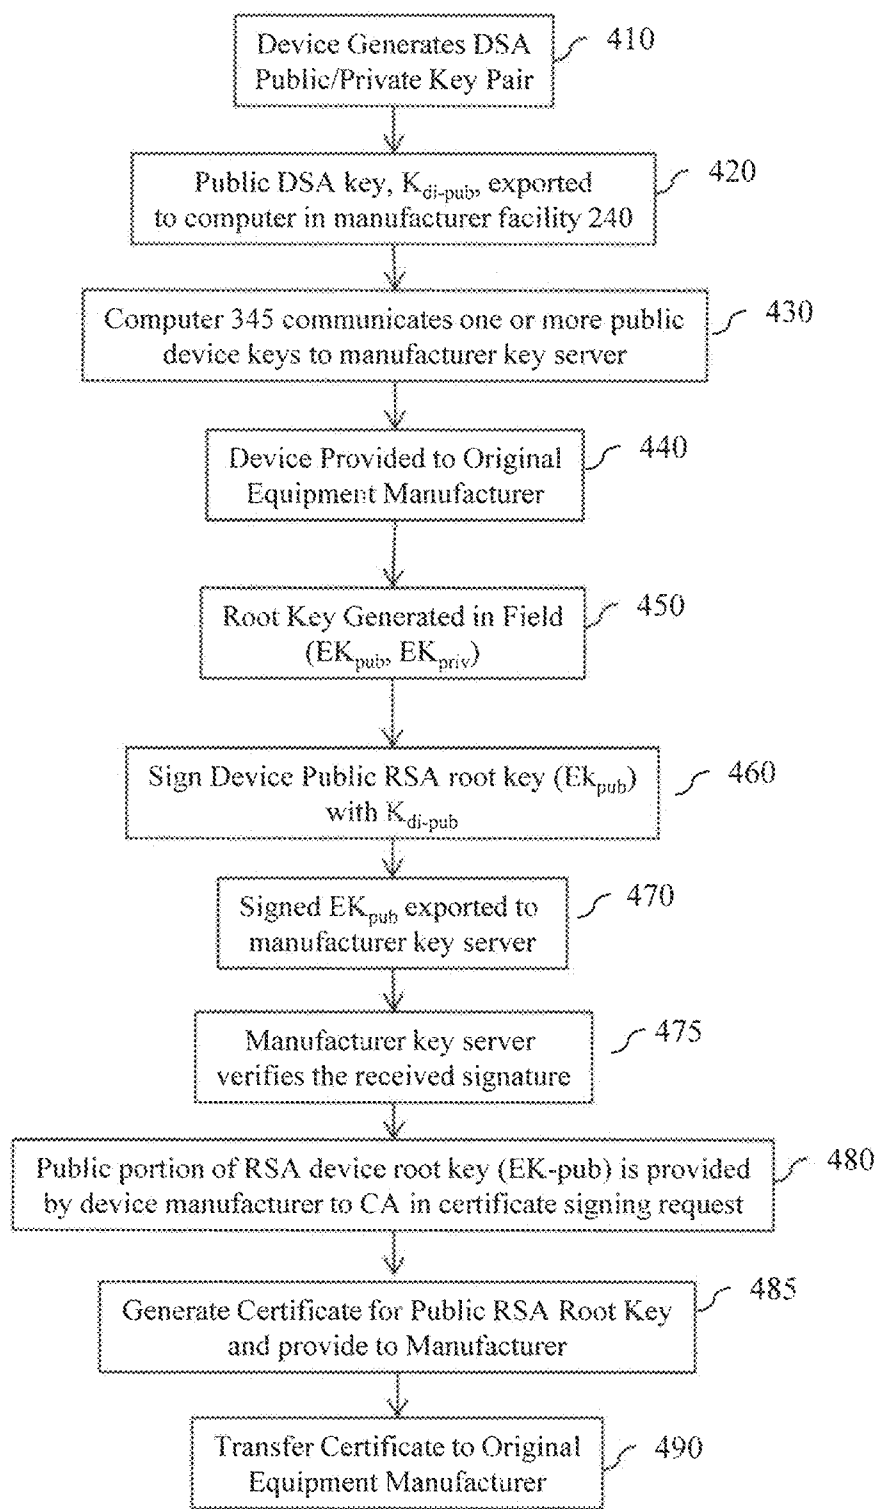 Device Generates DSA
Public/Private Key Pair
410
Public DSA key, Kdi-pub, exported
to computer in manufacturer facility 240
420
Computer 345 communicates one or more public
device keys to manufacturer key server
430
Device Provided to Original
Equipment Manufacturer
440
Root Key Generated in Field
(EKpub, EKpriv)
450
Sign Device Public RSA root key (Ekpub)
with Kdi-pub
460
Signed EKpub exported to
manufacturer key server
470
Manufacturer key server
verifies the received signature
475
Public portion of RSA device root key (EK-pub) is provided
by device manufacturer to CA in certificate signing request
480
Generate Certificate for Public RSA Root Key
and provide to Manufacturer
485
Transfer Certificate to Original
Equipment Manufacturer
490